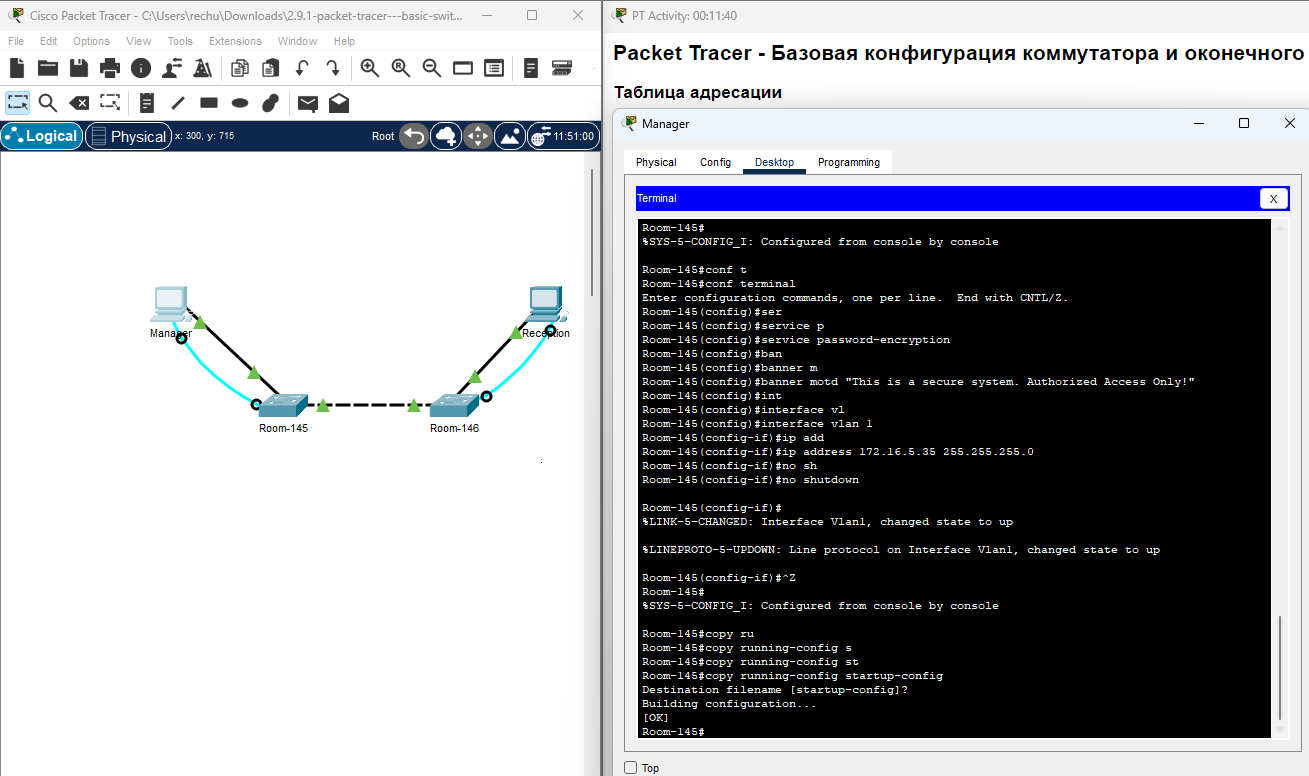 Cisco Packet Tracer - C:\Users\rechu\Downloads\2.9.1-packet-tracer---basic-swit...
File Edit Options View Tools Extensions Window Help
Logical Physical x: 300, y: 715 Root 11:51:00
Manager
Reception
Room-145
Room-146
PT Activity: 00:11:40
Packet Tracer - Базовая конфигурация коммутатора и оконечного
Таблица адресации
Manager
Physical Config Desktop Programming
Terminal X
Room-145#
%SYS-5-CONFIG_I: Configured from console by console
Room-145#conf t
Room-145#conf terminal
Enter configuration commands, one per line.  End with CNTL/Z.
Room-145(config)#ser
Room-145(config)#service p
Room-145(config)#service password-encryption
Room-145(config)#ban
Room-145(config)#banner m
Room-145(config)#banner motd "This is a secure system. Authorized Access Only!"
Room-145(config)#int
Room-145(config)#interface vl
Room-145(config)#interface vlan 1
Room-145(config-if)#ip add
Room-145(config-if)#ip address 172.16.5.35 255.255.255.0
Room-145(config-if)#no sh
Room-145(config-if)#no shutdown
Room-145(config-if)#
%LINK-5-CHANGED: Interface Vlan1, changed state to up
%LINEPROTO-5-UPDOWN: Line protocol on Interface Vlan1, changed state to up
Room-145(config-if)#^Z
Room-145#
%SYS-5-CONFIG_I: Configured from console by console
Room-145#copy ru
Room-145#copy running-config s
Room-145#copy running-config st
Room-145#copy running-config startup-config
Destination filename [startup-config]?
Building configuration...
[OK]
Room-145#
Top